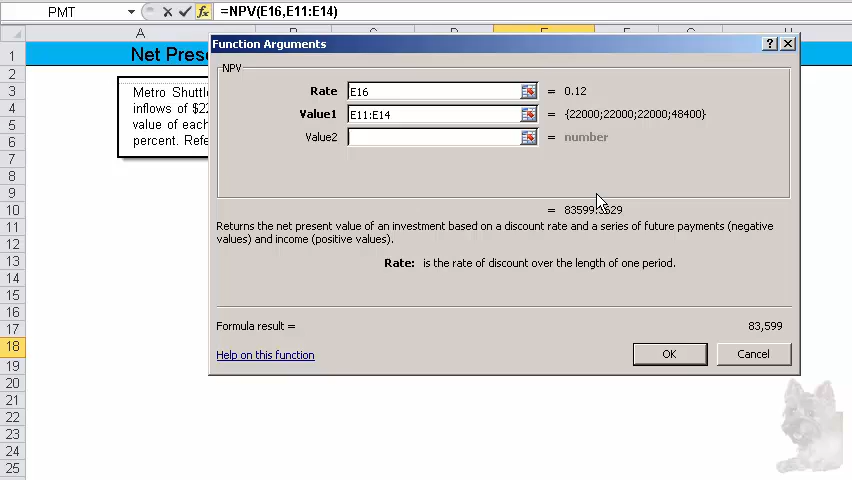 PMT =NPV(E16,E11:E14)
A
1 Net Prese
Function Arguments
NPV
Rate E16 = 0.12
Value1 E11:E14 = {22000;22000;22000;48400}
Value2 = number
= 83599.3529
Returns the net present value of an investment based on a discount rate and a series of future payments (negative
values) and income (positive values).
Rate: is the rate of discount over the length of one period.
Formula result = 83,599
Help on this function OK Cancel
2
3 Metro Shuttl
4 inflows of $22
5 value of each
6 percent. Refe
7
8
9
10
11
12
13
14
15
16
17
18
19
20
21
22
23
24
25